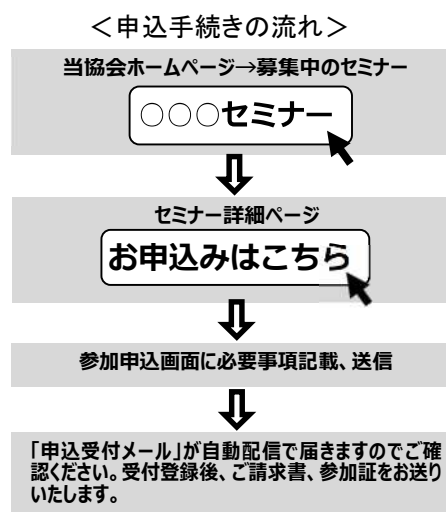 ＜申込手続きの流れ＞
当協会ホームページ→募集中のセミナー
○○○セミナー
セミナー詳細ページ
お申込みはこちら
参加申込画面に必要事項記載、送信
「申込受付メール」が自動配信で届きますのでご確
認ください。受付登録後、ご請求書、参加証をお送り
いたします。